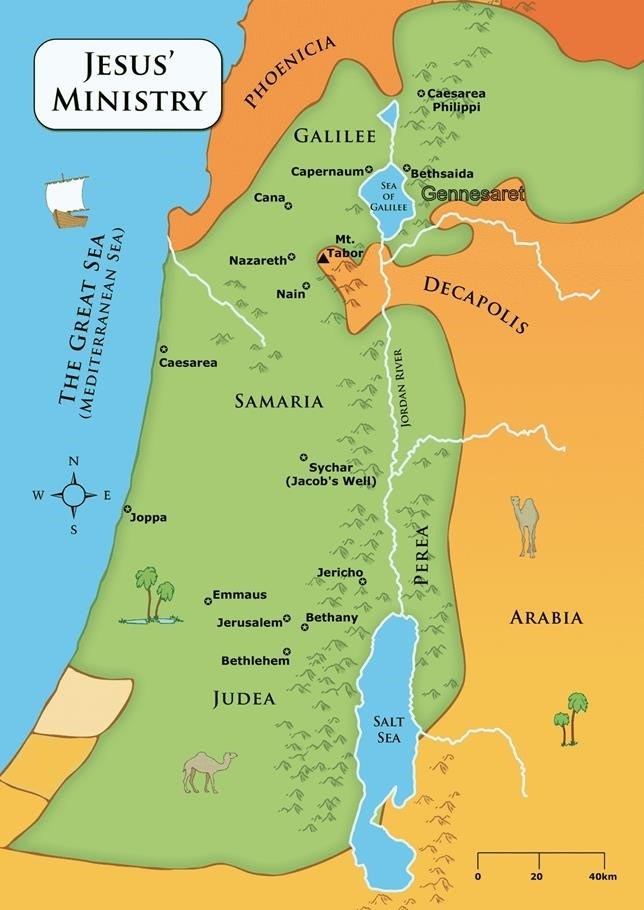 JESUS'
MINISTRY
PHOENICIA
Caesarea
Philippi
GALILEE
Capernaum
Bethsaida
SEA
OF
GALILEE
Gennesaret
Cana
Mt.
Tabor
Nazareth
Nain
DECAPOLIS
THE GREAT SEA
(MEDITERRANEAN SEA)
Caesarea
JORDAN RIVER
SAMARIA
Sychar
(Jacob's Well)
N
W
E
S
Joppa
PEREA
Jericho
Emmaus
Jerusalem
Bethany
ARABIA
Bethlehem
JUDEA
SALT
SEA
0 20 40km